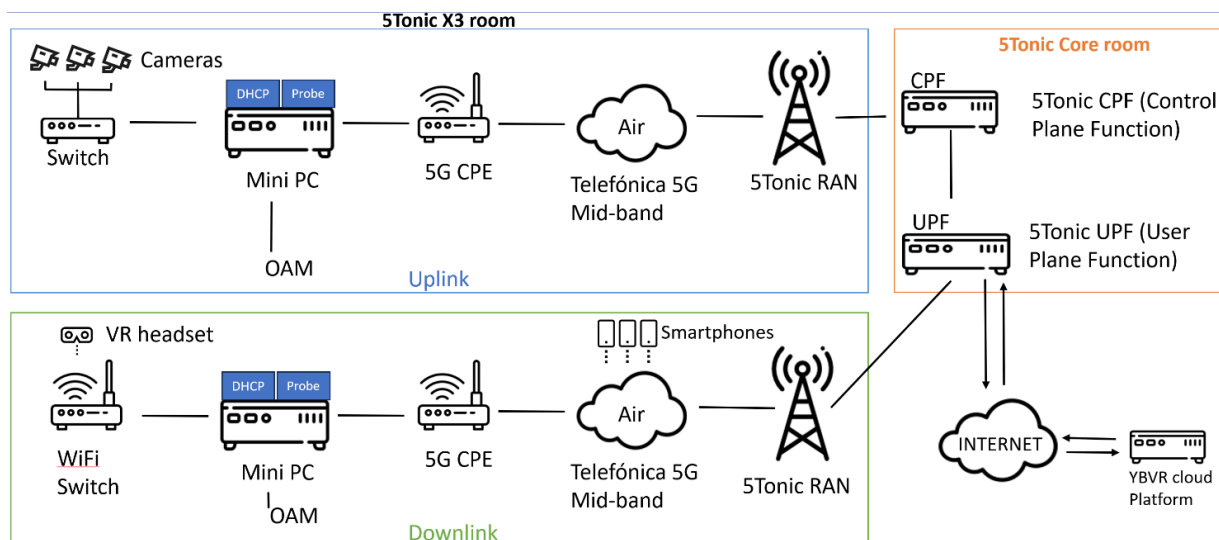 5Tonic X3 room
5Tonic Core room
Cameras
DHCP
Probe
Switch
Mini PC
OAM
5G CPE
Air
Telefónica 5G
Mid-band
5Tonic RAN
Uplink
CPF
5Tonic CPF (Control
Plane Function)
UPF
5Tonic UPF (User
Plane Function)
VR headset
WiFi
Switch
DHCP
Probe
Mini PC
OAM
5G CPE
Smartphones
Air
Telefónica 5G
Mid-band
5Tonic RAN
Downlink
INTERNET
YBVR cloud
Platform